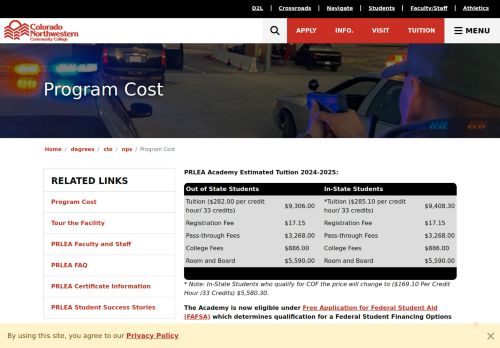 D2L | Crossroads | Navigate | Students | Faculty/Staff | Athletics
Colorado
Northwestern
Community College
APPLY INFO. VISIT TUITION MENU
Program Cost
Home / degrees / cte / nps / Program Cost
RELATED LINKS
Program Cost
Tour the Facility
PRLEA Faculty and Staff
PRLEA FAQ
PRLEA Certificate Information
PRLEA Student Success Stories
PRLEA Academy Estimated Tuition 2024-2025:
Out of State Students In-State Students
Tuition ($282.00 per credit hour/ 33 credits) $9,306.00 *Tuition ($285.10 per credit hour/ 33 credits) $9,408.30
Registration Fee $17.15 Registration Fee $17.15
Pass-through Fees $3,268.00 Pass-through Fees $3,268.00
College Fees $886.00 College Fees $886.00
Room and Board $5,590.00 Room and Board $5,590.00
* Note: In-State Students who qualify for COF the price will change to ($169.10 Per Credit
Hour /33 Credits) $5,580.30.
The Academy is now eligible under Free Application for Federal Student Aid
(FAFSA) which determines qualification for a Federal Student Financing Options
By using this site, you agree to our Privacy Policy